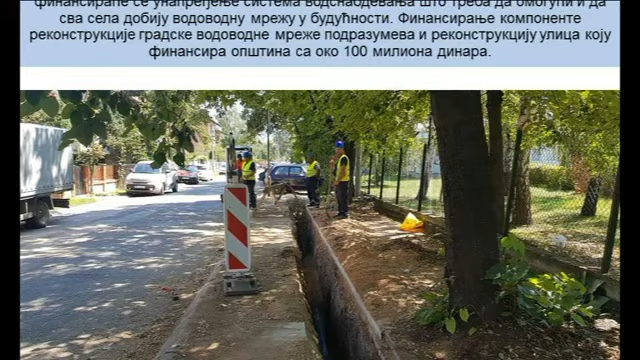 финансирање се унапређење система водснабдевања што треба да омогући и да
сва села добију водоводну мрежу у будућности. Финансирање компоненте
реконструкције градске водоводне мреже подразумева и реконструкцију улица коју
финансира општина са око 100 милиона динара.